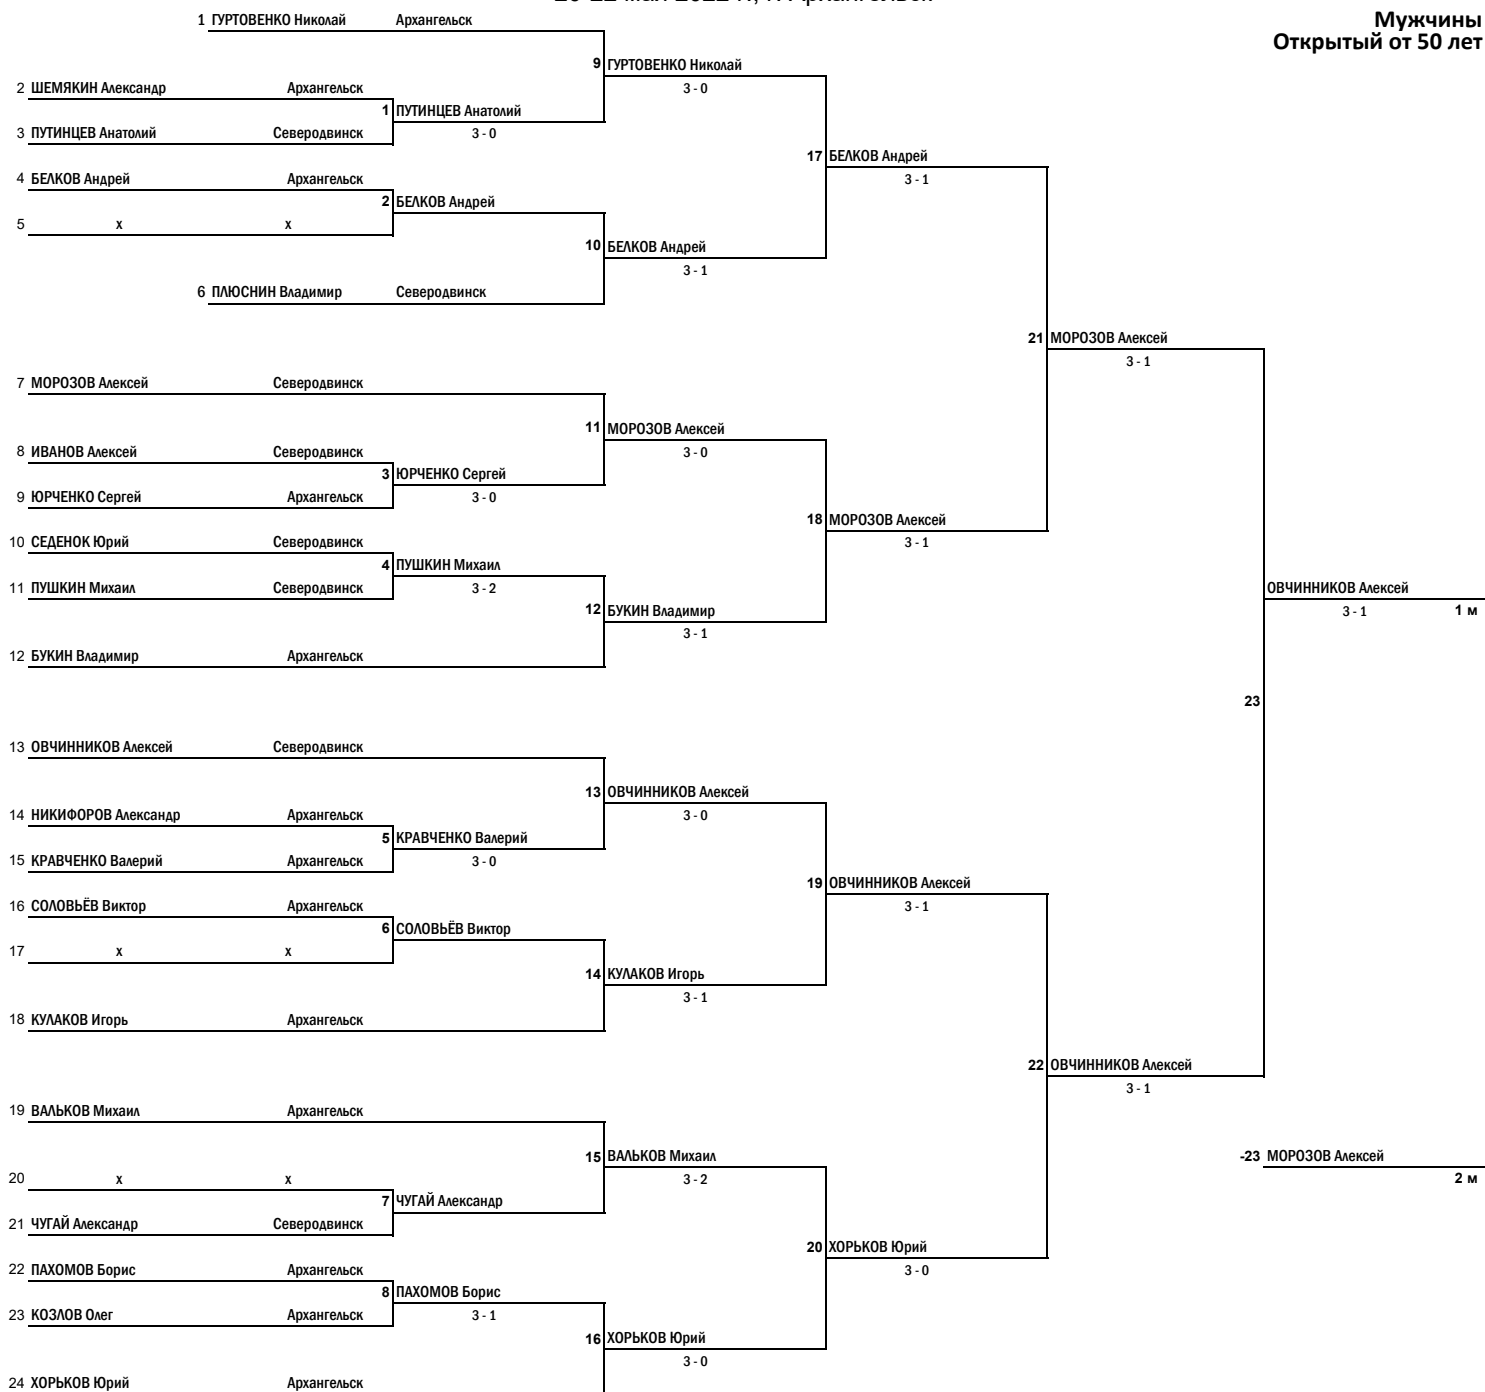 20-22 мая 2022 г., г. Архангельск
Мужчины
Открытый от 50 лет
1 ГУРТОВЕНКО Николай Архангельск
9 ГУРТОВЕНКО Николай
3 - 0
2 ШЕМЯКИН Александр Архангельск
1 ПУТИНЦЕВ Анатолий
3 - 0
3 ПУТИНЦЕВ Анатолий Северодвинск
17 БЕЛКОВ Андрей
3 - 1
4 БЕЛКОВ Андрей Архангельск
2 БЕЛКОВ Андрей
5 х х
10 БЕЛКОВ Андрей
3 - 1
6 ПЛЮСНИН Владимир Северодвинск
21 МОРОЗОВ Алексей
3 - 1
7 МОРОЗОВ Алексей Северодвинск
11 МОРОЗОВ Алексей
3 - 0
8 ИВАНОВ Алексей Северодвинск
3 ЮРЧЕНКО Сергей
3 - 0
9 ЮРЧЕНКО Сергей Архангельск
18 МОРОЗОВ Алексей
3 - 1
10 СЕДЕНОК Юрий Северодвинск
4 ПУШКИН Михаил
3 - 2
11 ПУШКИН Михаил Северодвинск
ОВЧИННИКОВ Алексей
3 - 1 1 м
12 БУКИН Владимир
3 - 1
12 БУКИН Владимир Архангельск
23
13 ОВЧИННИКОВ Алексей Северодвинск
13 ОВЧИННИКОВ Алексей
3 - 0
14 НИКИФОРОВ Александр Архангельск
5 КРАВЧЕНКО Валерий
3 - 0
15 КРАВЧЕНКО Валерий Архангельск
19 ОВЧИННИКОВ Алексей
3 - 1
16 СОЛОВЬЁВ Виктор Архангельск
6 СОЛОВЬЁВ Виктор
17 х х
14 КУЛАКОВ Игорь
3 - 1
18 КУЛАКОВ Игорь Архангельск
22 ОВЧИННИКОВ Алексей
3 - 1
19 ВАЛЬКОВ Михаил Архангельск
15 ВАЛЬКОВ Михаил
3 - 2
-23 МОРОЗОВ Алексей
2 м
20 х х
7 ЧУГАЙ Александр
21 ЧУГАЙ Александр Северодвинск
20 ХОРЬКОВ Юрий
3 - 0
22 ПАХОМОВ Борис Архангельск
8 ПАХОМОВ Борис
3 - 1
23 КОЗЛОВ Олег Архангельск
16 ХОРЬКОВ Юрий
3 - 0
24 ХОРЬКОВ Юрий Архангельск